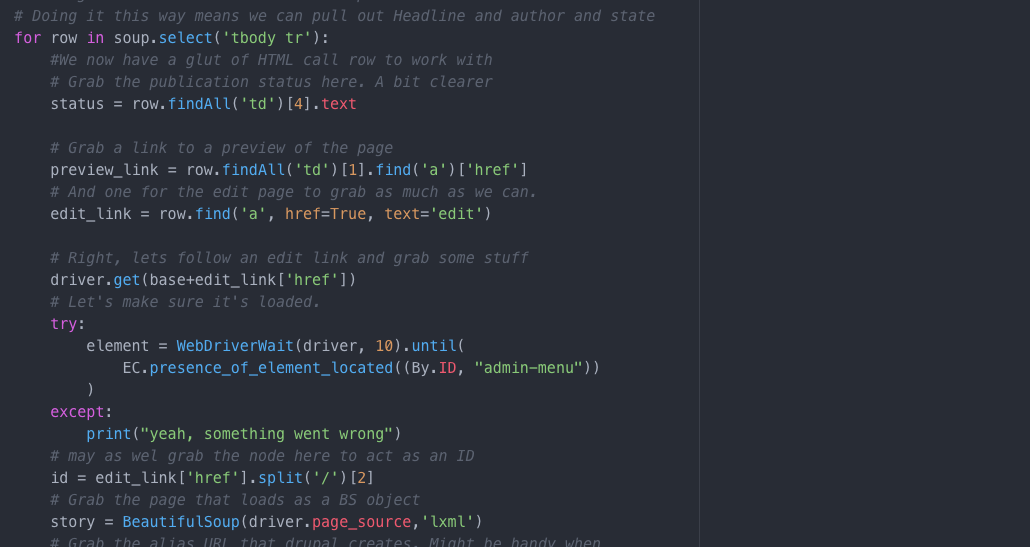 # Doing it this way means we can pull out Headline and author and state
for row in soup.select('tbody tr'):
    #We now have a glut of HTML call row to work with
    # Grab the publication status here. A bit clearer
    status = row.findAll('td')[4].text
    # Grab a link to a preview of the page
    preview_link = row.findAll('td')[1].find('a')['href']
    # And one for the edit page to grab as much as we can.
    edit_link = row.find('a', href=True, text='edit')
    # Right, lets follow an edit link and grab some stuff
    driver.get(base+edit_link['href'])
    # Let's make sure it's loaded.
    try:
        element = WebDriverWait(driver, 10).until(
            EC.presence_of_element_located((By.ID, "admin-menu"))
        )
    except:
        print("yeah, something went wrong")
    # may as wel grab the node here to act as an ID
    id = edit_link['href'].split('/')[2]
    # Grab the page that loads as a BS object
    story = BeautifulSoup(driver.page_source,'lxml')
    # Grab the alias URL that drupal creates. Might be handy when